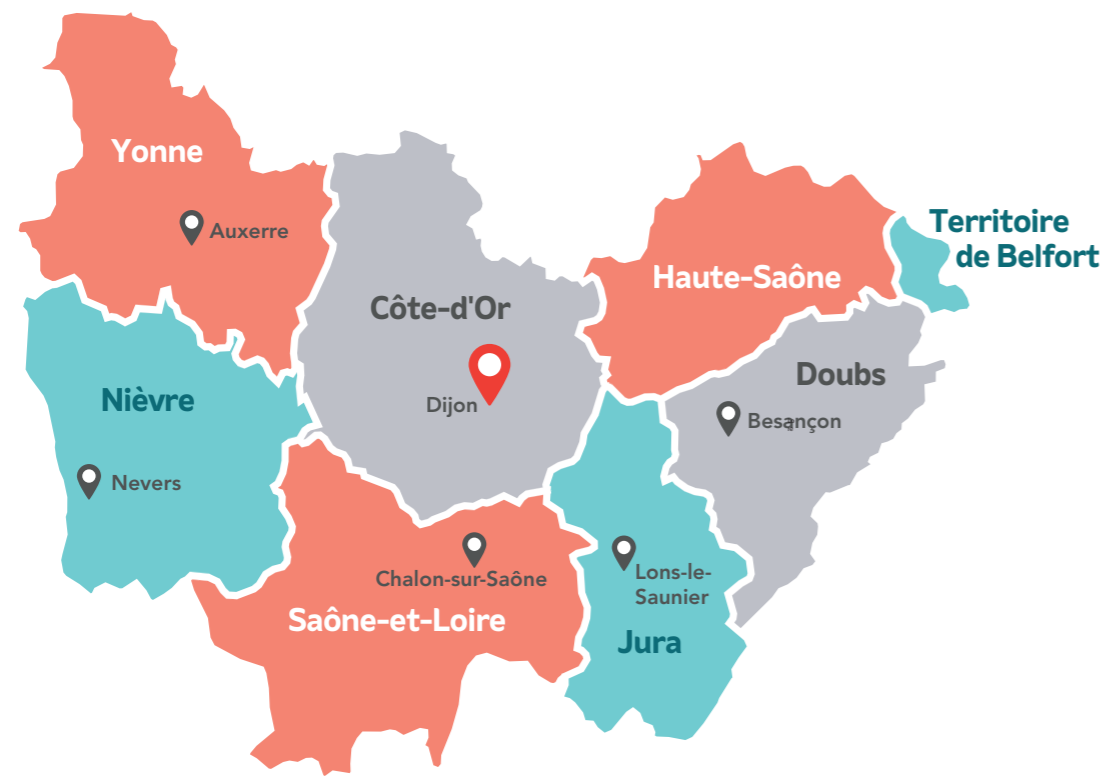 Yonne
Auxerre
Territoire
de Belfort
Haute-Saône
Côte-d'Or
Doubs
Nièvre
Dijon
Besançon
Nevers
Chalon-sur-Saône
Lons-le-
Saunier
Saône-et-Loire
Jura